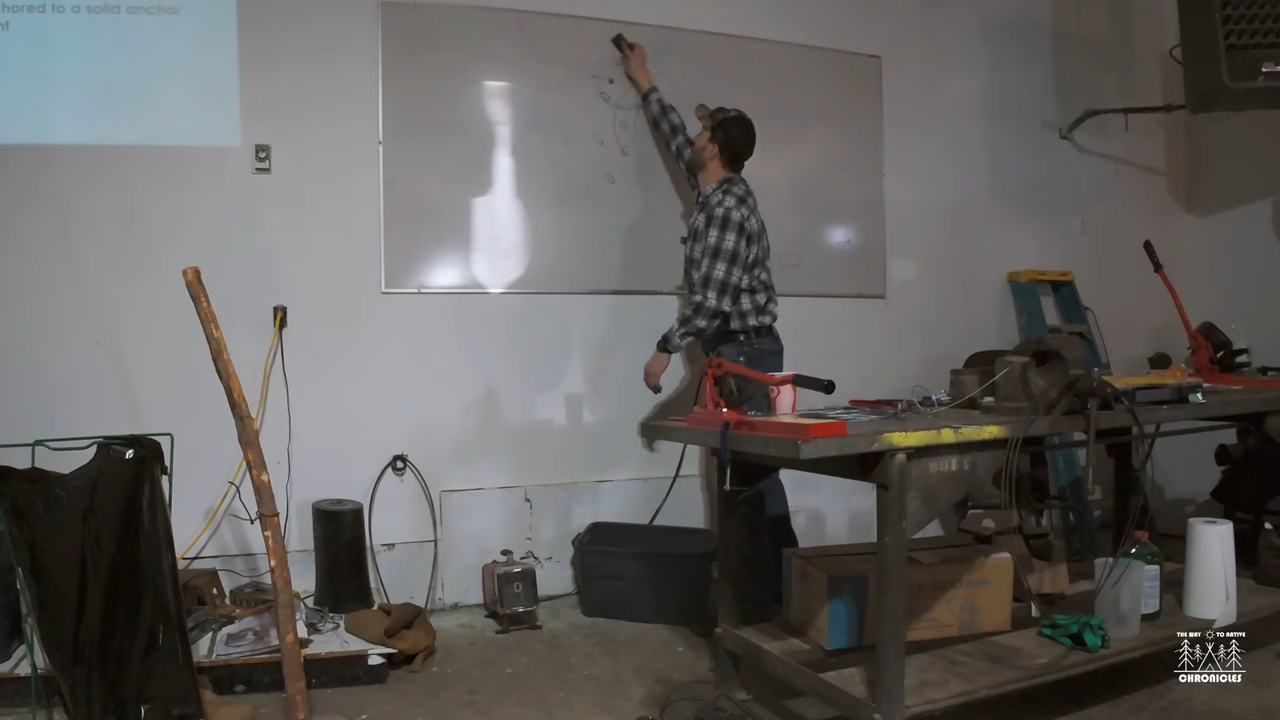 hored to a solid anchor
nt
THE WAY TO NATIVE
CHRONICLES